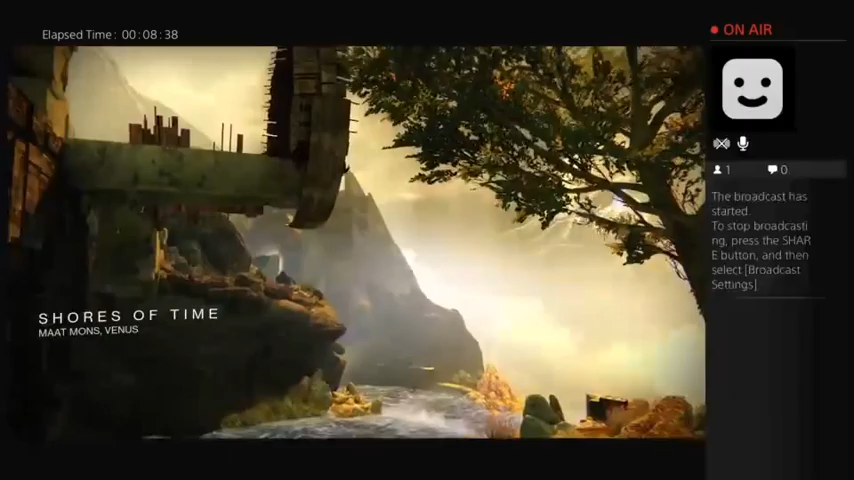 Elapsed Time : 00:08:38
ON AIR
1
0
The broadcast has
started.
To stop broadcasti
ng, press the SHAR
E button, and then
select [Broadcast
Settings]
SHORES OF TIME
MAAT MONS, VENUS